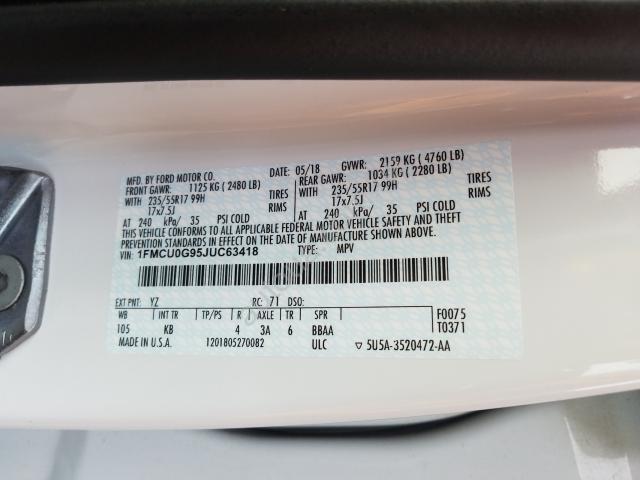 MFD. BY FORD MOTOR CO. 05/18 GVWR: 2159 KG ( 4760 LB)
FRONT GAWR: 1125 KG ( 2480 LB) REAR GAWR: 1034 KG ( 2280 LB)
WITH 235/55R17 99H TIRES WITH 235/55R17 99H TIRES
17x7.5J RIMS 17x7.5J RIMS
AT 240 kPa/ 35 PSI COLD AT 240 kPa/ 35 PSI COLD
THIS VEHICLE CONFORMS TO ALL APPLICABLE FEDERAL MOTOR VEHICLE SAFETY AND THEFT
PREVENTION STANDARDS IN EFFECT ON THE DATE OF MANUFACTURE SHOWN ABOVE.
VIN: 1FMCU0G95JUC63418 TYPE: MPV
EXT PNT: YZ RC: 71 DSO: F0075
WB INT TR TP/PS R AXLE TR SPR T0371
105 KB 4 3A 6 BBAA
MADE IN U.S.A. 1201805270082 ULC ▽ 5U5A-3520472-AA